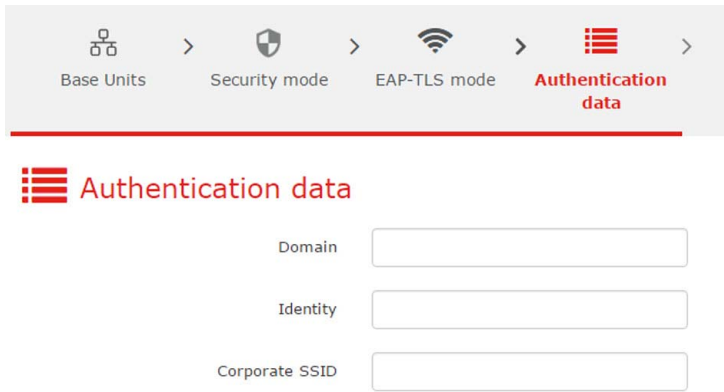 Base Units
Security mode
EAP-TLS mode
Authentication
data
Authentication data
Domain
Identity
Corporate SSID